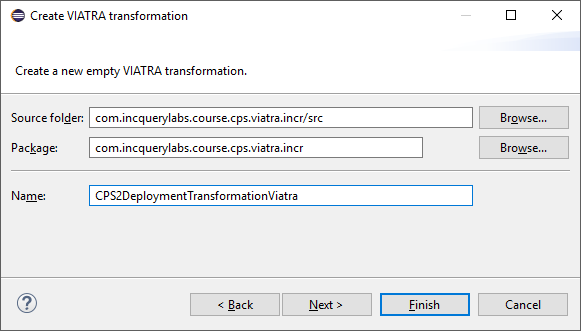 Create VIATRA transformation
Create a new empty VIATRA transformation.
Source folder: com.incquerylabs.course.cps.viatra.incr/src Browse...
Package: com.incquerylabs.course.cps.viatra.incr Browse...
Name: CPS2DeploymentTransformationViatra
? < Back Next > Finish Cancel